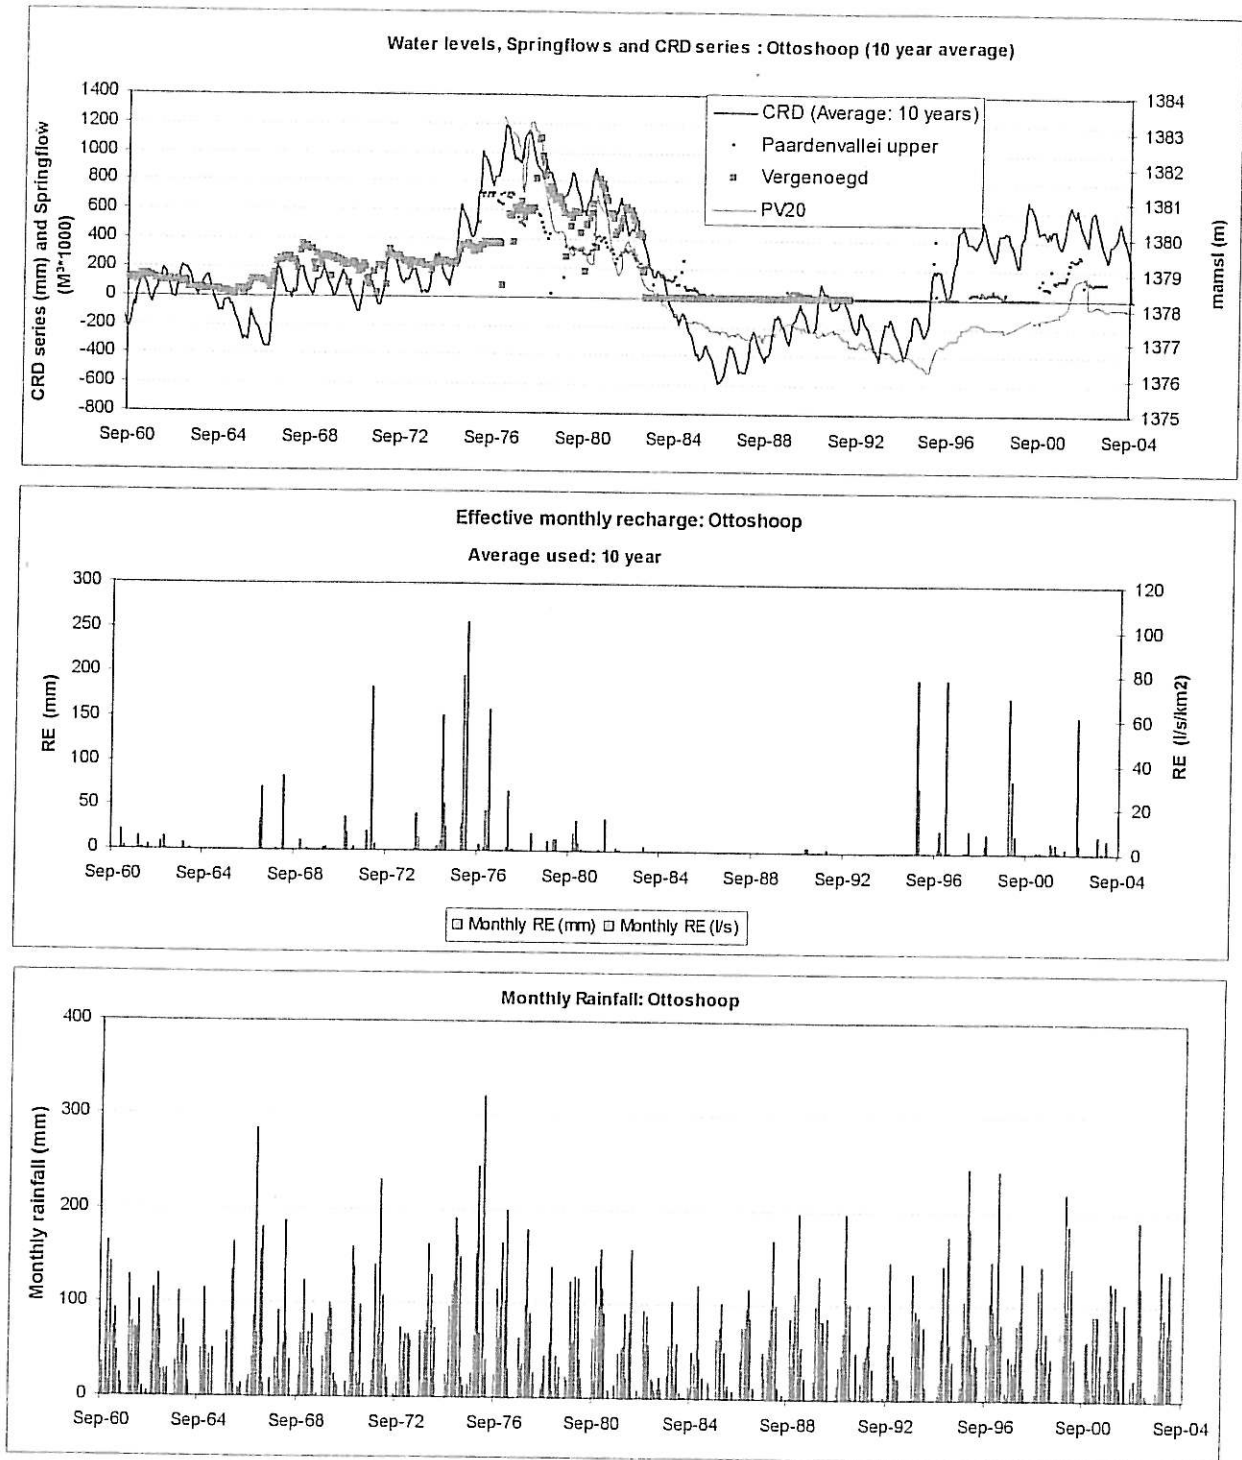 Water levels, Springflows and CRD series : Ottoshoop (10 year average)
CRD series (mm) and Springflow
(M³*1000)
1400
1200
1000
800
600
400
200
0
-200
-400
-600
-800
CRD (Average: 10 years)
Paardenvallei upper
Vergenoegd
PV20
1384
1383
1382
1381
1380
1379
1378
1377
1376
1375
mamsl (m)
Sep-60 Sep-64 Sep-68 Sep-72 Sep-76 Sep-80 Sep-84 Sep-88 Sep-92 Sep-96 Sep-00 Sep-04
Effective monthly recharge: Ottoshoop
Average used: 10 year
RE (mm)
300
250
200
150
100
50
0
120
100
80
60
40
20
0
RE (l/s/km2)
Sep-60 Sep-64 Sep-68 Sep-72 Sep-76 Sep-80 Sep-84 Sep-88 Sep-92 Sep-96 Sep-00 Sep-04
Monthly RE (mm) Monthly RE (l/s)
Monthly Rainfall: Ottoshoop
Monthly rainfall (mm)
400
300
200
100
0
Sep-60 Sep-64 Sep-68 Sep-72 Sep-76 Sep-80 Sep-84 Sep-88 Sep-92 Sep-96 Sep-00 Sep-04